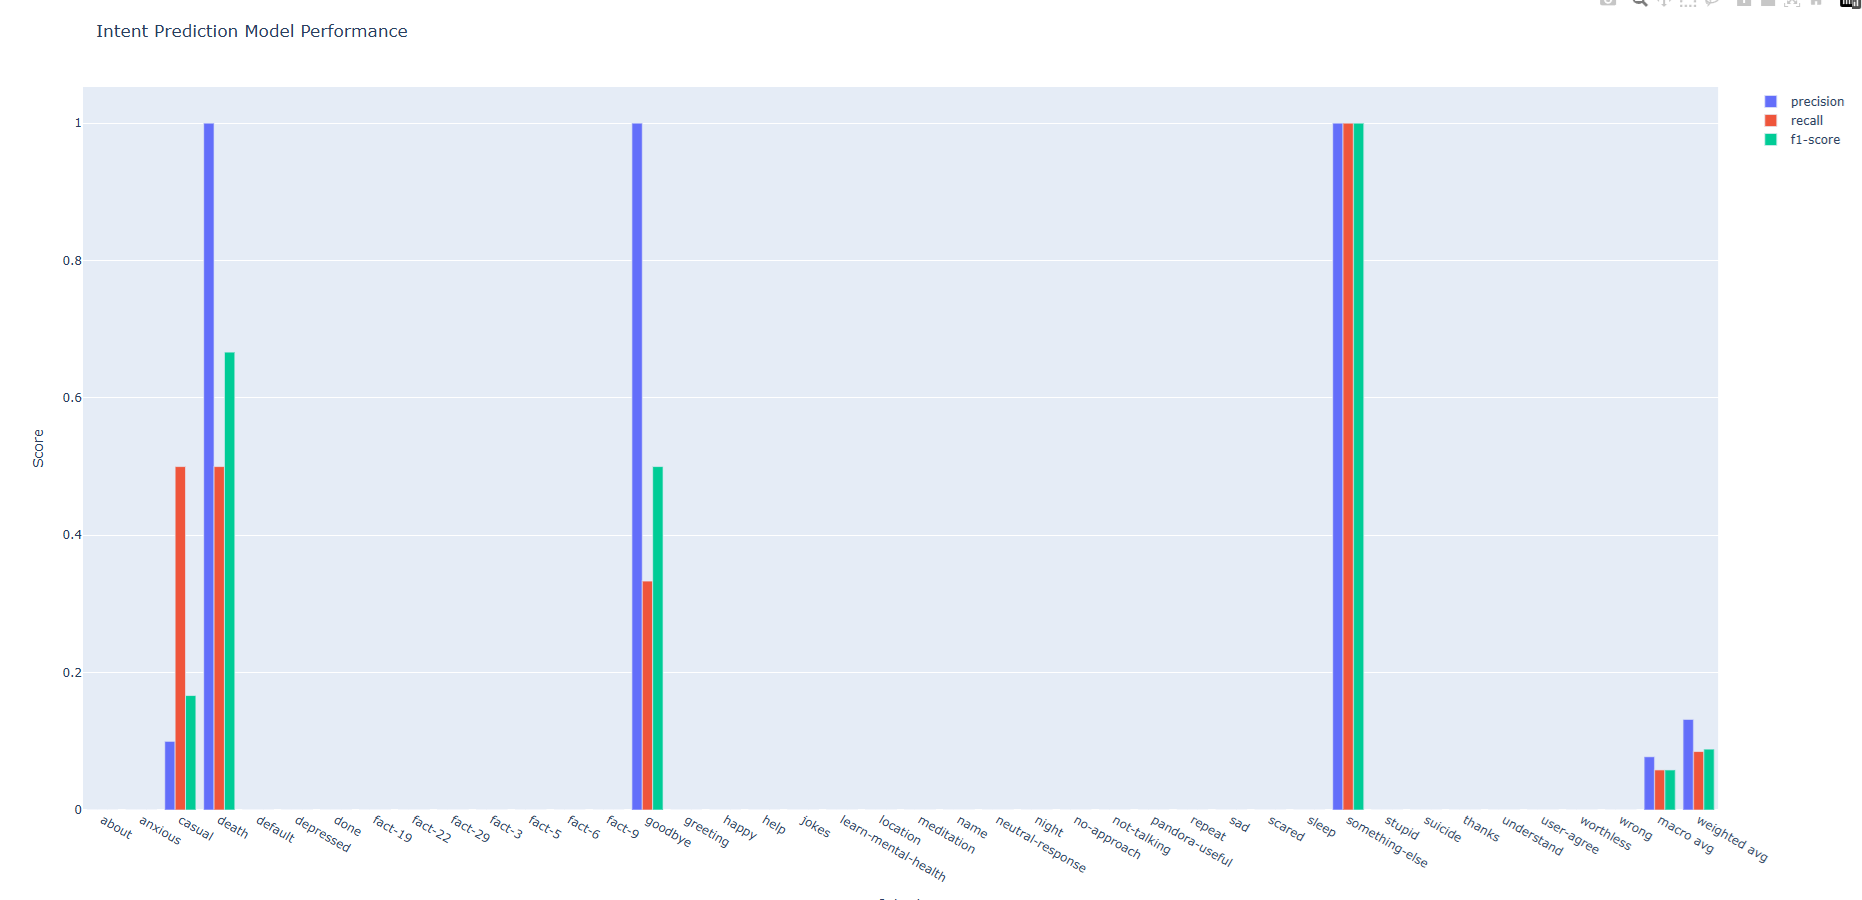 Intent Prediction Model Performance
precision
recall
f1-score
1
0.8
0.6
0.4
0.2
0
Score
about
anxious
casual
death
default
depressed
done
fact-19
fact-22
fact-29
fact-3
fact-5
fact-6
fact-9
goodbye
greeting
happy
help
jokes
learn-mental-health
location
meditation
name
neutral-response
night
no-approach
not-talking
pandora-useful
repeat
sad
scared
sleep
something-else
stupid
suicide
thanks
understand
user-agree
worthless
wrong
macro avg
weighted avg